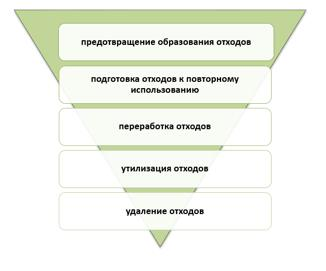 предотвращение образования отходов
подготовка отходов к повторному
использованию
переработка отходов
утилизация отходов
удаление отходов